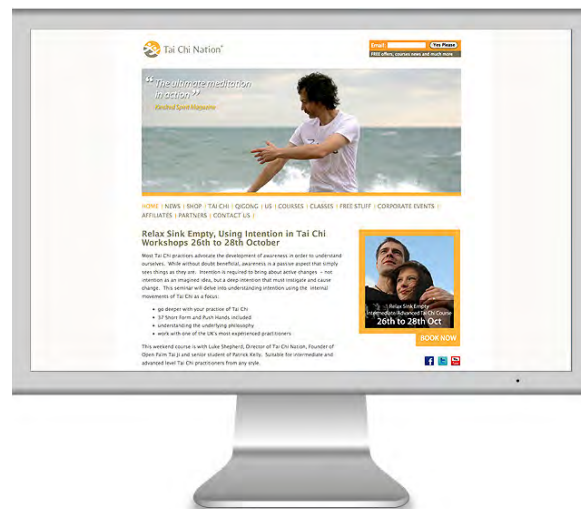 Tai Chi Nation
Email
Yes Please
FREE offers, courses news and much more
“ The ultimate meditation
in action ”
HOME | NEWS | SHOP | TAI CHI | QIGONG | US | COURSES | CLASSES | FREE STUFF | CORPORATE EVENTS |
AFFILIATES | PARTNERS | CONTACT US |
Relax Sink Empty, Using Intention in Tai Chi
Workshops 26th to 28th October
Most Tai Chi practises advocate the development of awareness in order to understand
ourselves. While without doubt beneficial, awareness is a passive aspect that simply
sees things as they are. Intention is required to bring about active changes – not
intention as an imagined idea, but a deep intention that must instigate and cause
change. This seminar will delve into understanding intention using the internal
movements of Tai Chi as a focus:
• go deeper with your practice of Tai Chi
• 37 Short Form and Push Hands included
• understanding the underlying philosophy
• work with one of the UK's most experienced practitioners
This weekend course is with Luke Shepherd, Director of Tai Chi Nation, Founder of
Open Palm Tai Ji and senior student of Patrick Kelly. Suitable for intermediate and
advanced level Tai Chi practitioners from any style.
Relax Sink Empty
Intermediate/Advanced Tai Chi Course
26th to 28th Oct
BOOK NOW